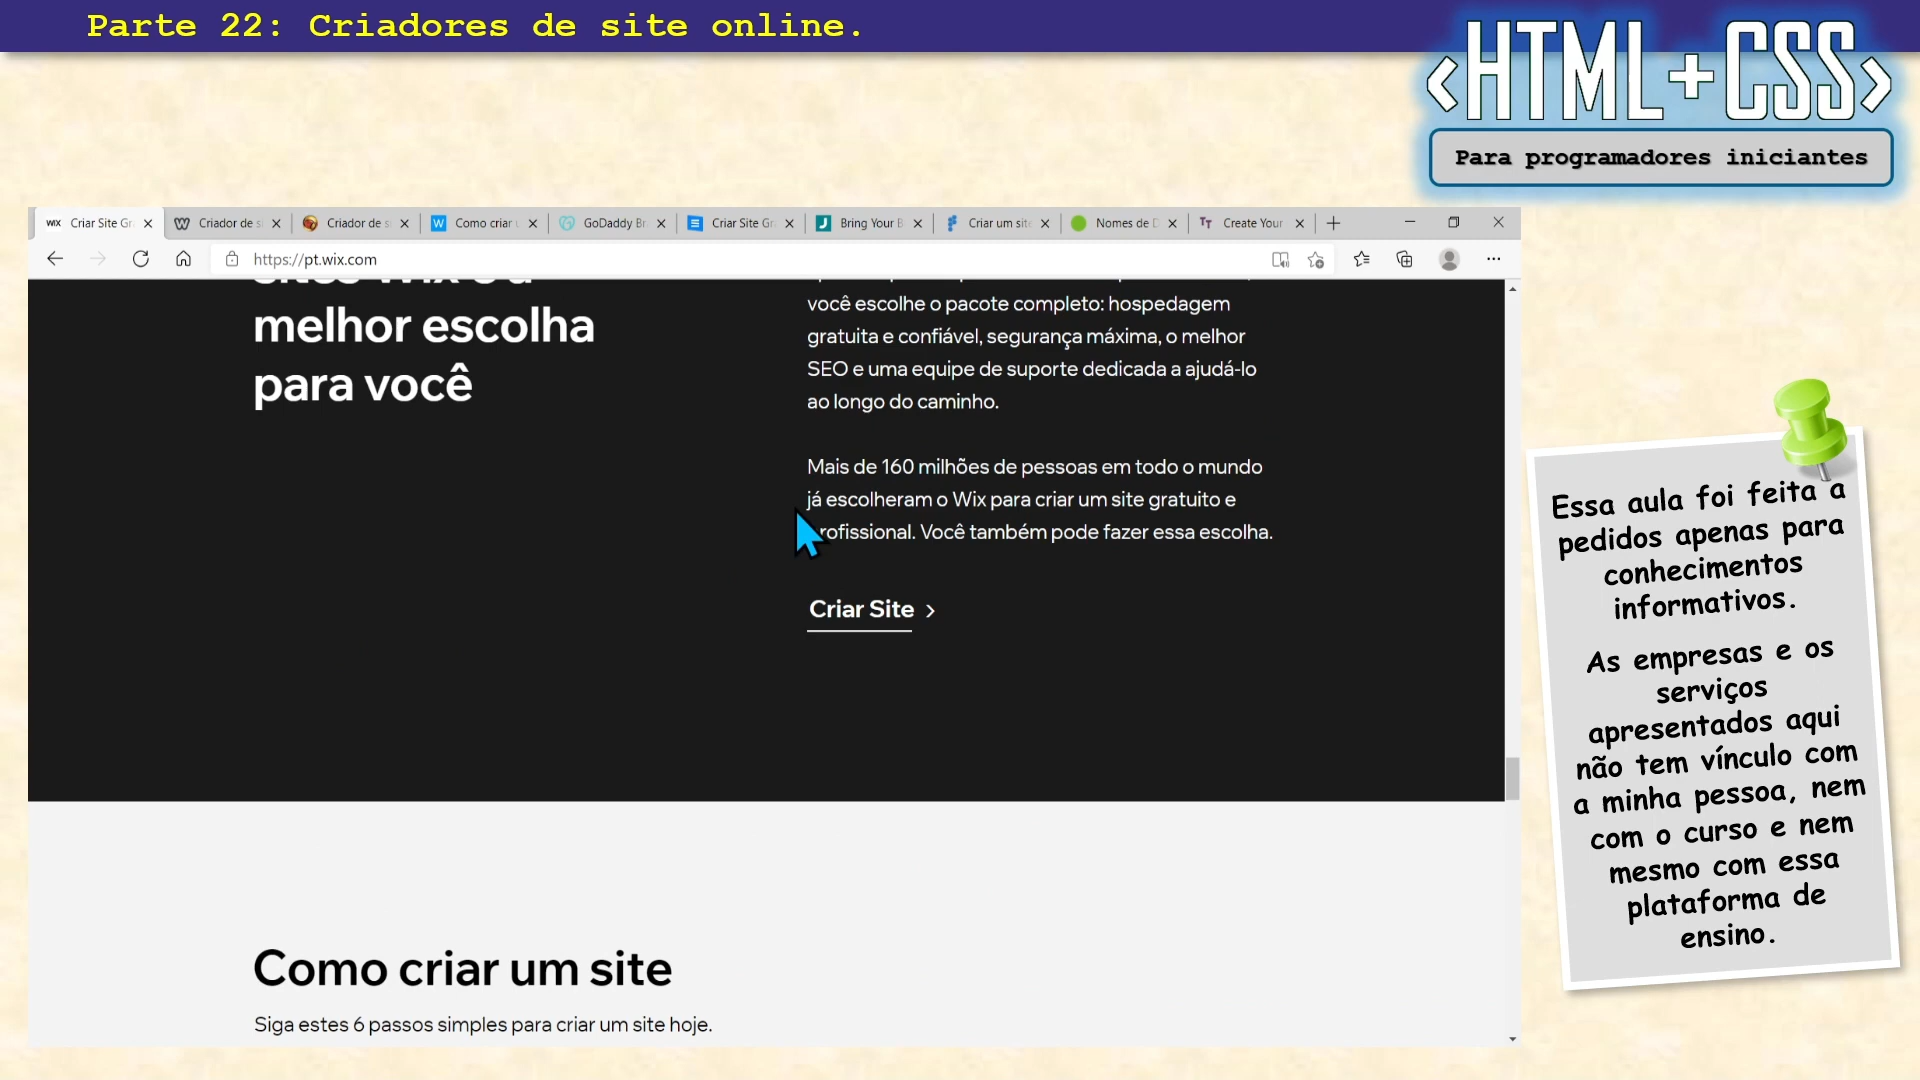 Parte 22: Criadores de site online.
<HTML+CSS>
Para programadores iniciantes
WIX Criar Site Gr
Criador de s
Criador de s
W Como criar
GoDaddy Br
Criar Site Gr
Bring Your B
Criar um site
Nomes de D
Create Your
https://pt.wix.com
melhor escolha
para você
você escolhe o pacote completo: hospedagem
gratuita e confiável, segurança máxima, o melhor
SEO e uma equipe de suporte dedicada a ajudá-lo
ao longo do caminho.
Mais de 160 milhões de pessoas em todo o mundo
já escolheram o Wix para criar um site gratuito e
rofissional. Você também pode fazer essa escolha.
Criar Site >
Como criar um site
Siga estes 6 passos simples para criar um site hoje.
Essa aula foi feita a
pedidos apenas para
conhecimentos
informativos.
As empresas e os
serviços
apresentados aqui
não tem vínculo com
a minha pessoa, nem
com o curso e nem
mesmo com essa
plataforma de
ensino.